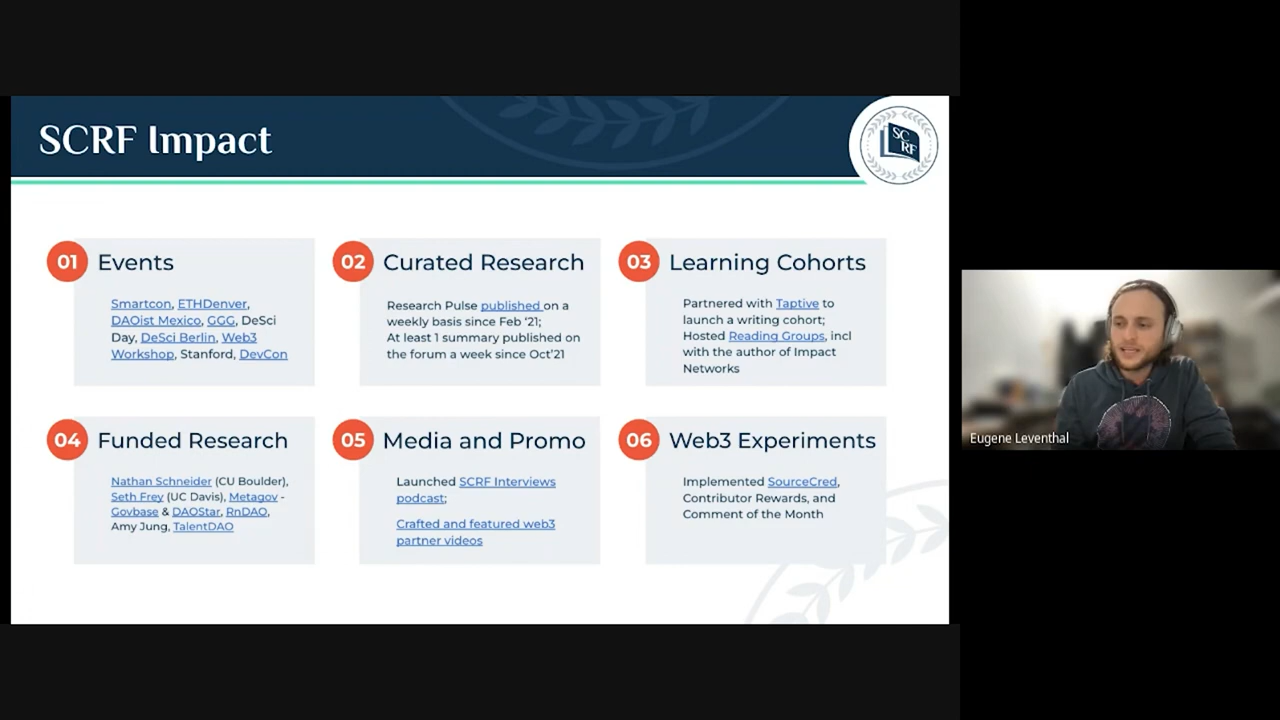 SCRF Impact
SC
RF
01 Events
Smartcon, ETHDenver,
DAOist Mexico, GGG, DeSci
Day, DeSci Berlin, Web3
Workshop, Stanford, DevCon
02 Curated Research
Research Pulse published on a
weekly basis since Feb ‘21;
At least 1 summary published on
the forum a week since Oct’21
03 Learning Cohorts
Partnered with Taptive to
launch a writing cohort;
Hosted Reading Groups, incl
with the author of Impact
Networks
04 Funded Research
Nathan Schneider (CU Boulder),
Seth Frey (UC Davis), Metagov -
Govbase & DAOStar, RnDAO,
Amy Jung, TalentDAO
05 Media and Promo
Launched SCRF Interviews
podcast;
Crafted and featured web3
partner videos
06 Web3 Experiments
Implemented SourceCred,
Contributor Rewards, and
Comment of the Month
Eugene Leventhal